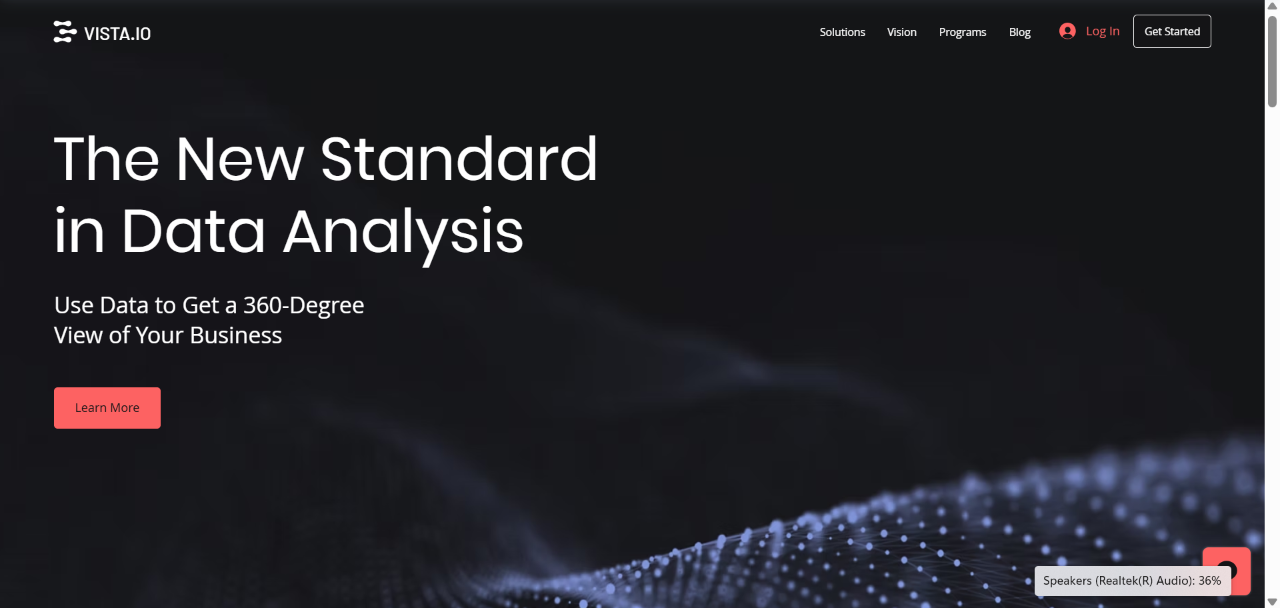 VISTA.IO
Solutions
Vision
Programs
Blog
Log In
Get Started
The New Standard
in Data Analysis
Use Data to Get a 360-Degree
View of Your Business
Learn More
Speakers (Realtek(R) Audio): 36%